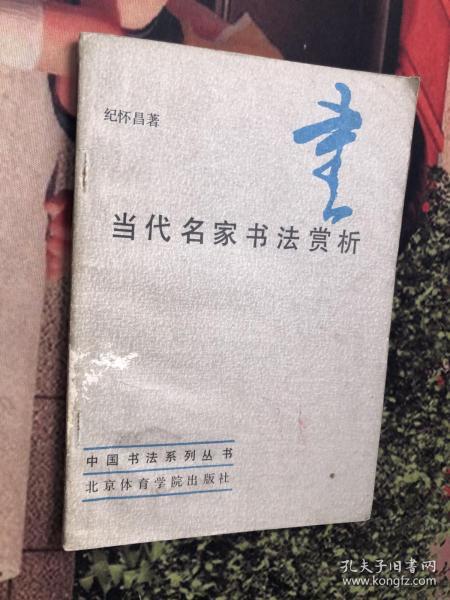 纪怀昌著
書
当代名家书法赏析
中国书法系列丛书
北京体育学院出版社
孔夫子旧书网
www.kongfz.com